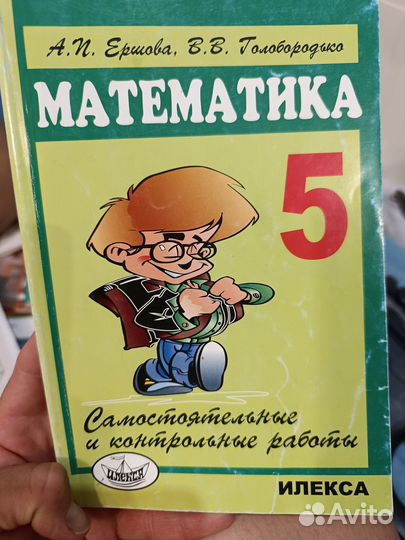 А.П. Ершова, В.В. Голобородько
МАТЕМАТИКА
5
Самостоятельные
и контрольные работы
ИЛЕКСА
ИЛЕКСА
Avito